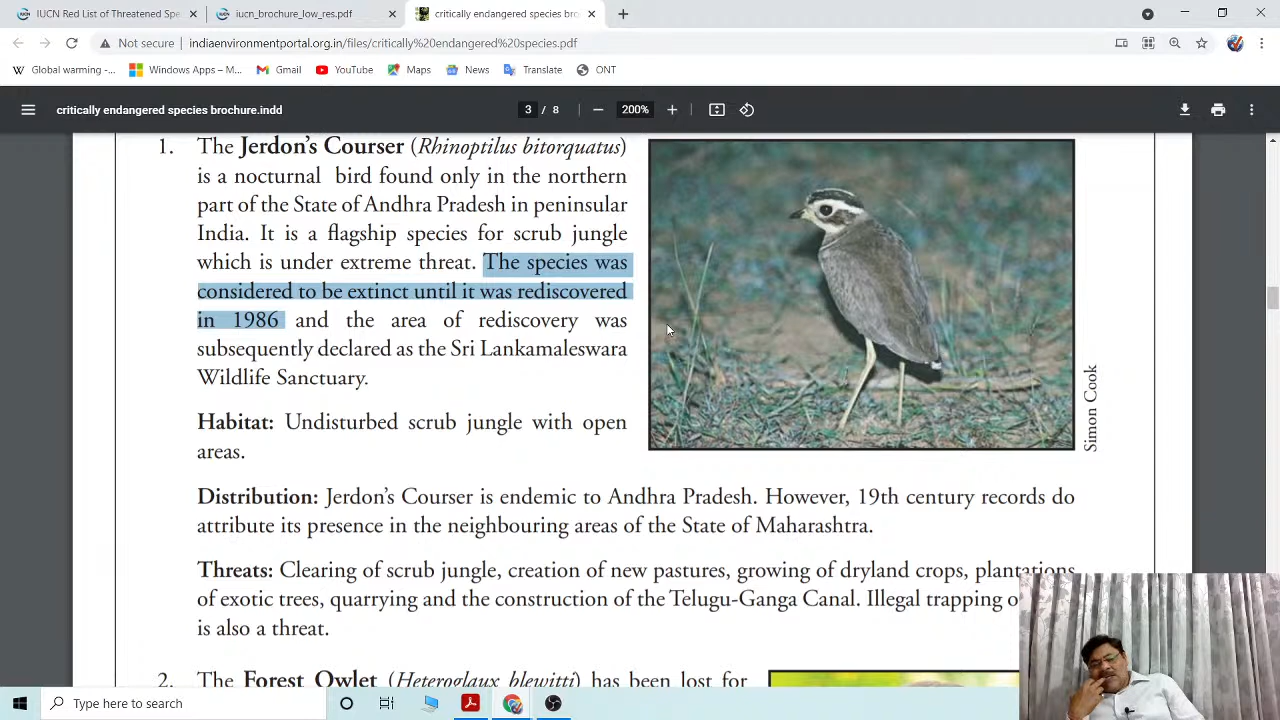 IUCN Red List of Threatened Spe
iucn_brochure_low_res.pdf
critically endangered species bro
Not secure indiaenvironmentportal.org.in/files/critically%20endangered%20species.pdf
Global warming -... Windows Apps – M... Gmail YouTube Maps News Translate ONT
critically endangered species brochure.indd 3 / 8 200%
1. The Jerdon's Courser (Rhinoptilus bitorquatus)
is a nocturnal bird found only in the northern
part of the State of Andhra Pradesh in peninsular
India. It is a flagship species for scrub jungle
which is under extreme threat. The species was
considered to be extinct until it was rediscovered
in 1986 and the area of rediscovery was
subsequently declared as the Sri Lankamaleswara
Wildlife Sanctuary.
Simon Cook
Habitat: Undisturbed scrub jungle with open
areas.
Distribution: Jerdon's Courser is endemic to Andhra Pradesh. However, 19th century records do
attribute its presence in the neighbouring areas of the State of Maharashtra.
Threats: Clearing of scrub jungle, creation of new pastures, growing of dryland crops, plantations
of exotic trees, quarrying and the construction of the Telugu-Ganga Canal. Illegal trapping
is also a threat.
2. The Forest Owlet (Heteroglaux blewitti) has been lost for
Type here to search